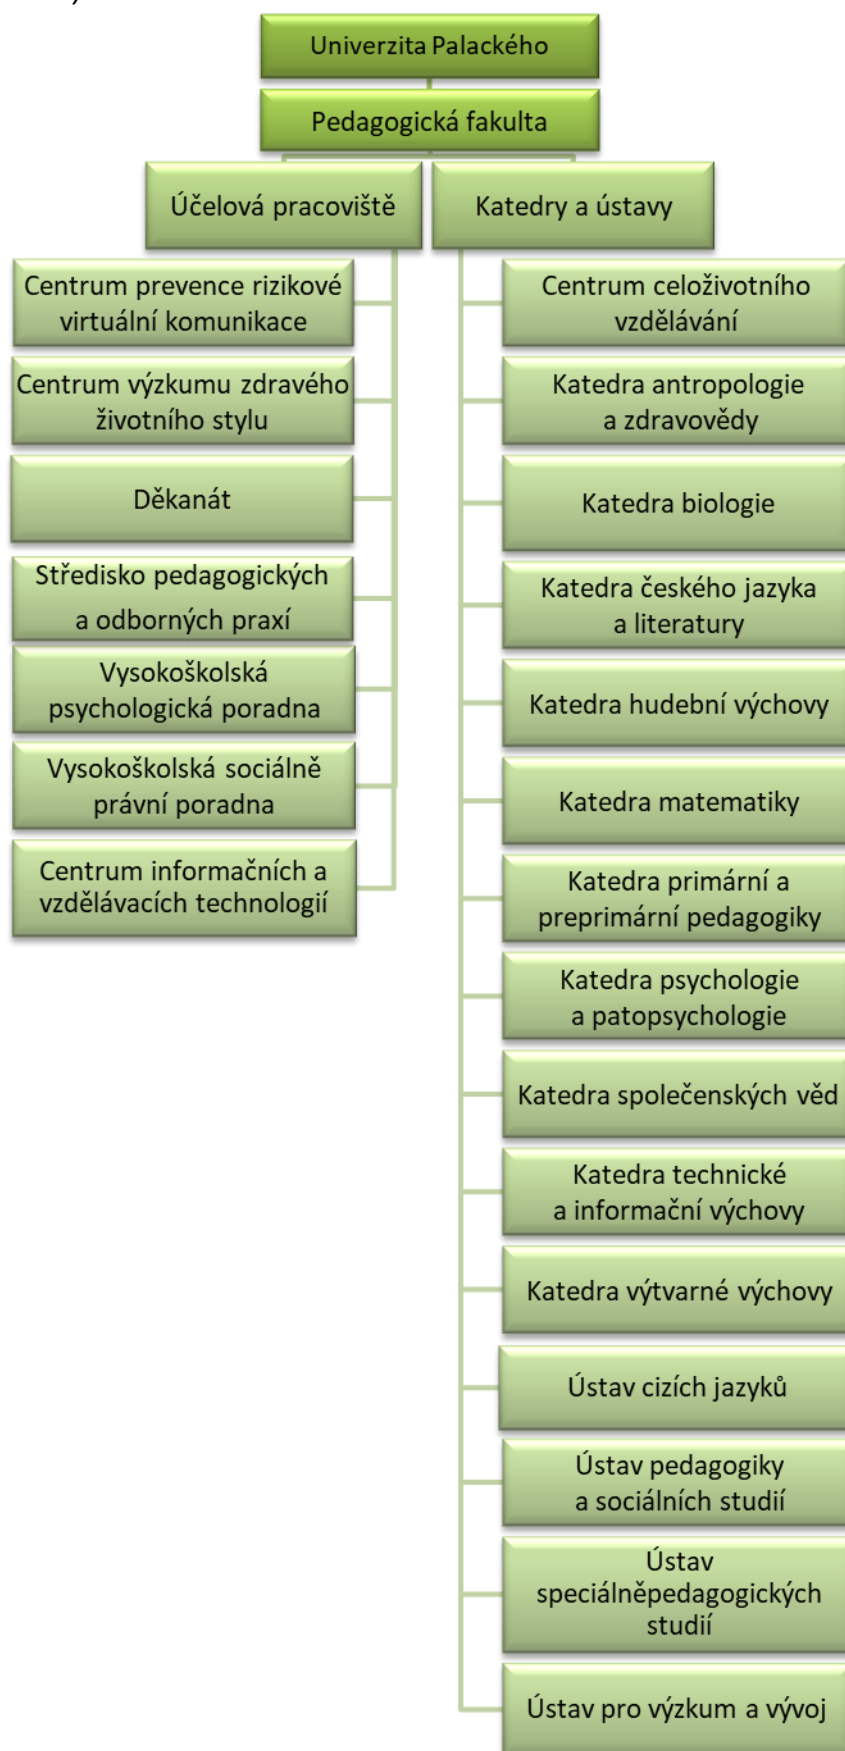 Univerzita Palackého
Pedagogická fakulta
Účelová pracoviště
Katedry a ústavy
Centrum prevence rizikové
virtuální komunikace
Centrum výzkumu zdravého
životního stylu
Děkanát
Středisko pedagogických
a odborných praxí
Vysokoškolská
psychologická poradna
Vysokoškolská sociálně
právní poradna
Centrum informačních a
vzdělávacích technologií
Centrum celoživotního
vzdělávání
Katedra antropologie
a zdravovědy
Katedra biologie
Katedra českého jazyka
a literatury
Katedra hudební výchovy
Katedra matematiky
Katedra primární a
preprimární pedagogiky
Katedra psychologie
a patopsychologie
Katedra společenských věd
Katedra technické
a informační výchovy
Katedra výtvarné výchovy
Ústav cizích jazyků
Ústav pedagogiky
a sociálních studií
Ústav
speciálněpedagogických
studií
Ústav pro výzkum a vývoj